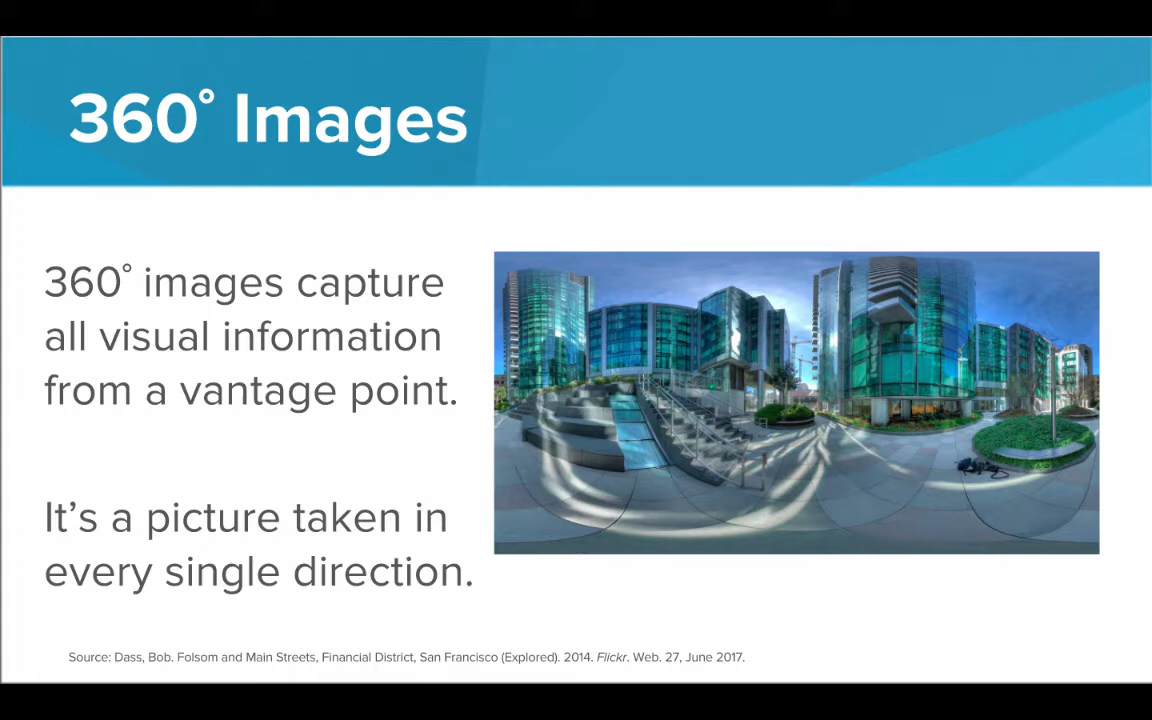 360° Images
360° images capture
all visual information
from a vantage point.
It’s a picture taken in
every single direction.
Source: Dass, Bob. Folsom and Main Streets, Financial District, San Francisco (Explored). 2014. Flickr. Web. 27, June 2017.